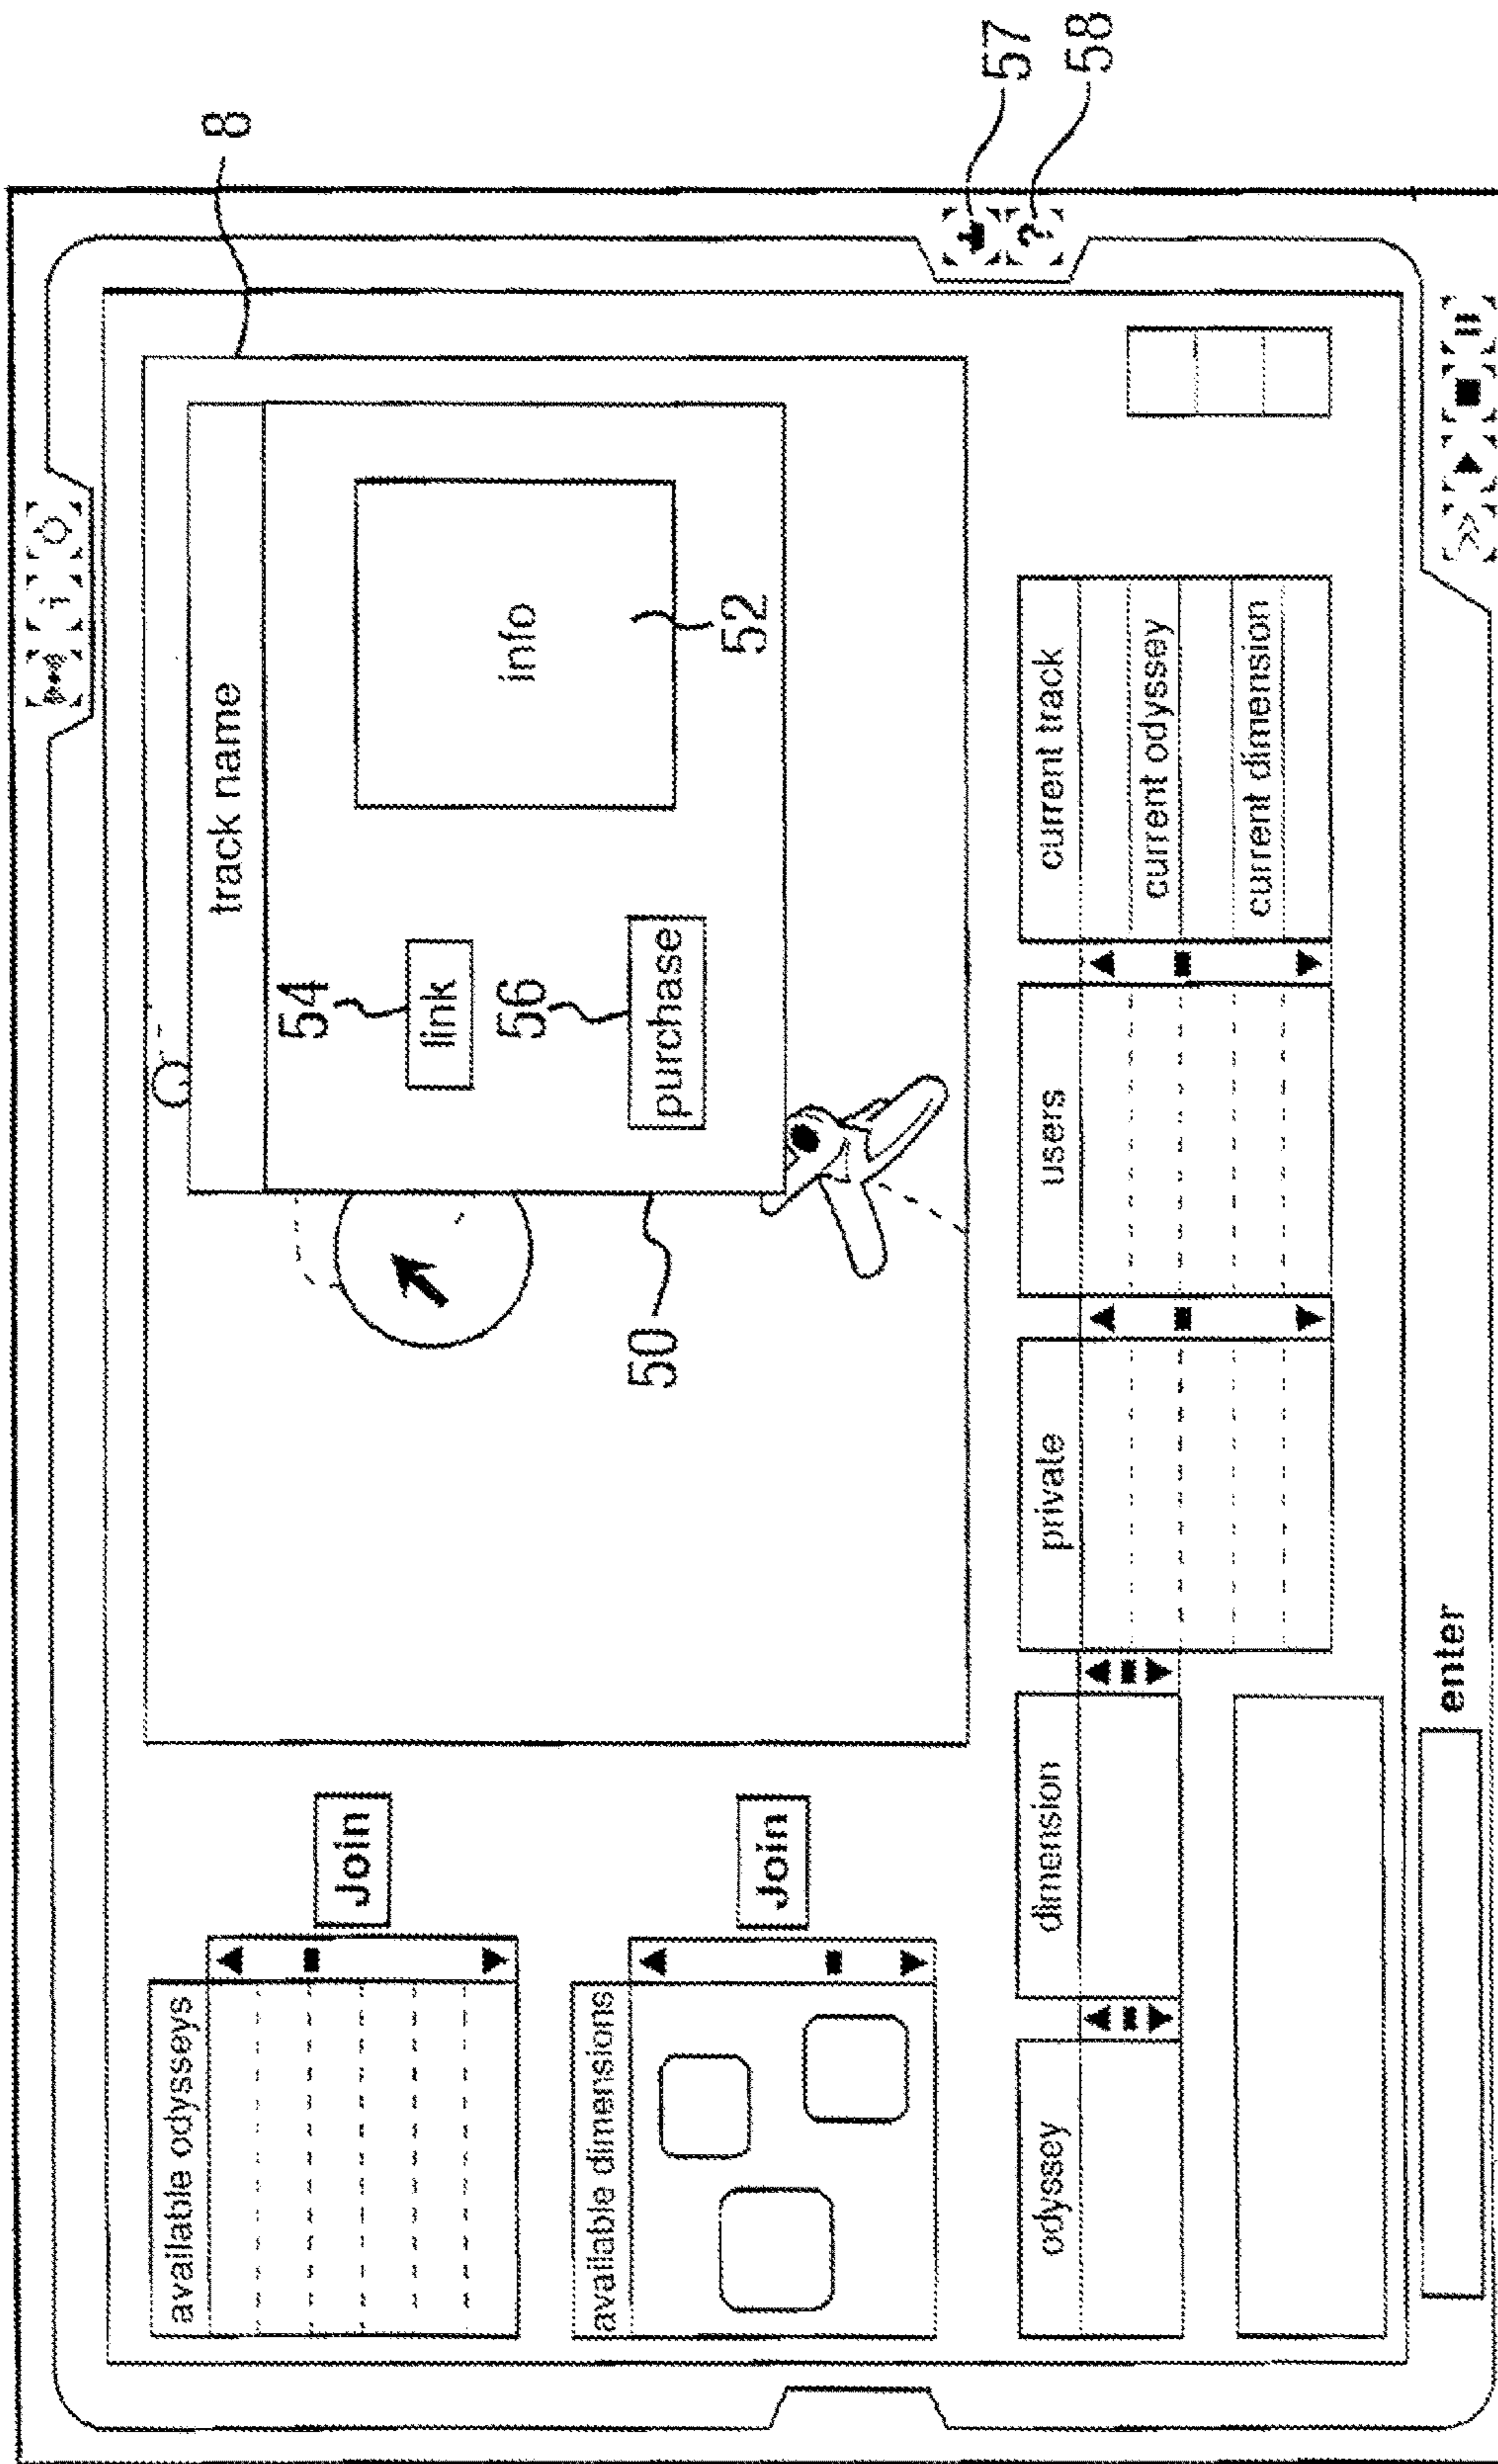 i
8
available odysseys
Join
track name
54
link
info
52
56
purchase
50
available dimensions
Join
57
?
58
odyssey
dimension
private
users
current track
current odyssey
current dimension
enter